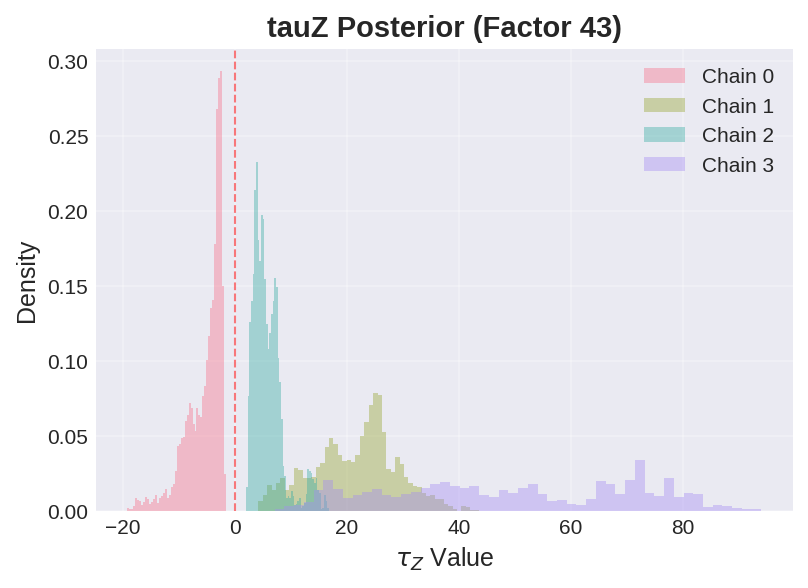 tauZ Posterior (Factor 43)
Chain 0
Chain 1
Chain 2
Chain 3
Density
0.30
0.25
0.20
0.15
0.10
0.05
0.00
−20
0
20
40
60
80
τZ Value